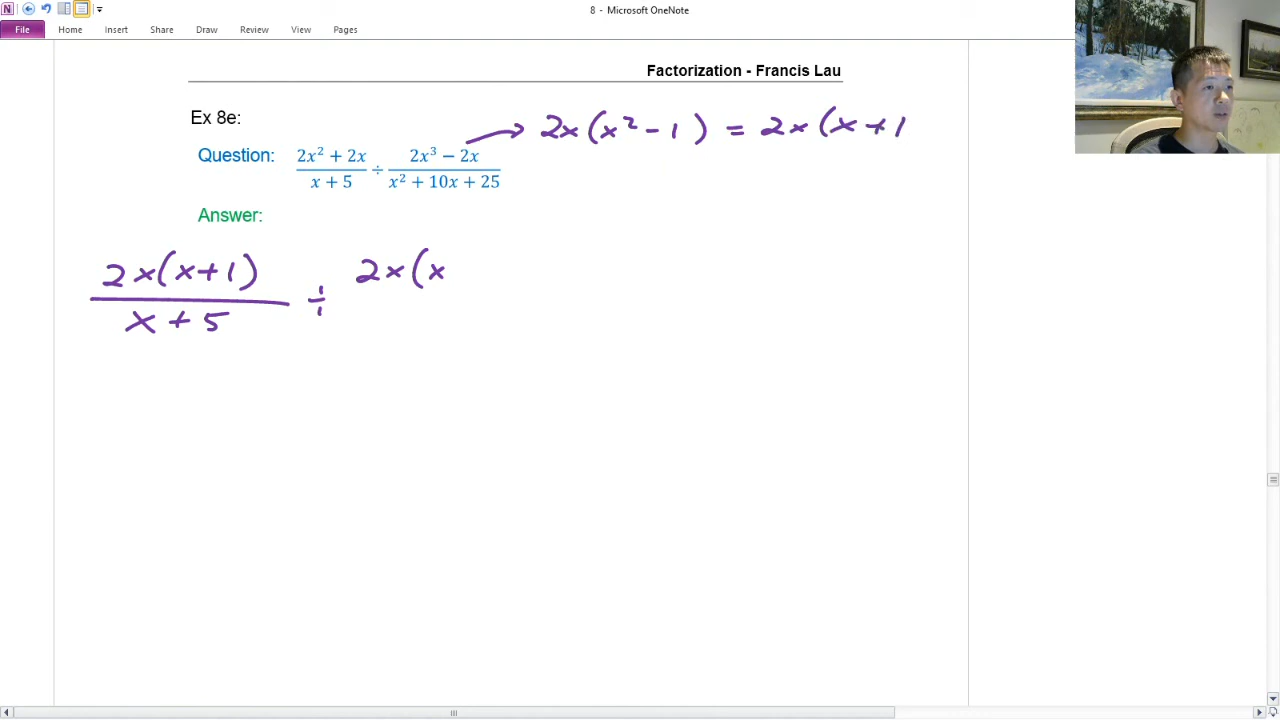 8 - Microsoft OneNote
File Home Insert Share Draw Review View Pages
Factorization - Francis Lau
Ex 8e:
2x(x² - 1) = 2x(x + 1
Question: (2x² + 2x)/(x + 5) ÷ (2x³ − 2x)/(x² + 10x + 25)
Answer:
2x(x+1) ÷ 2x(x
x + 5